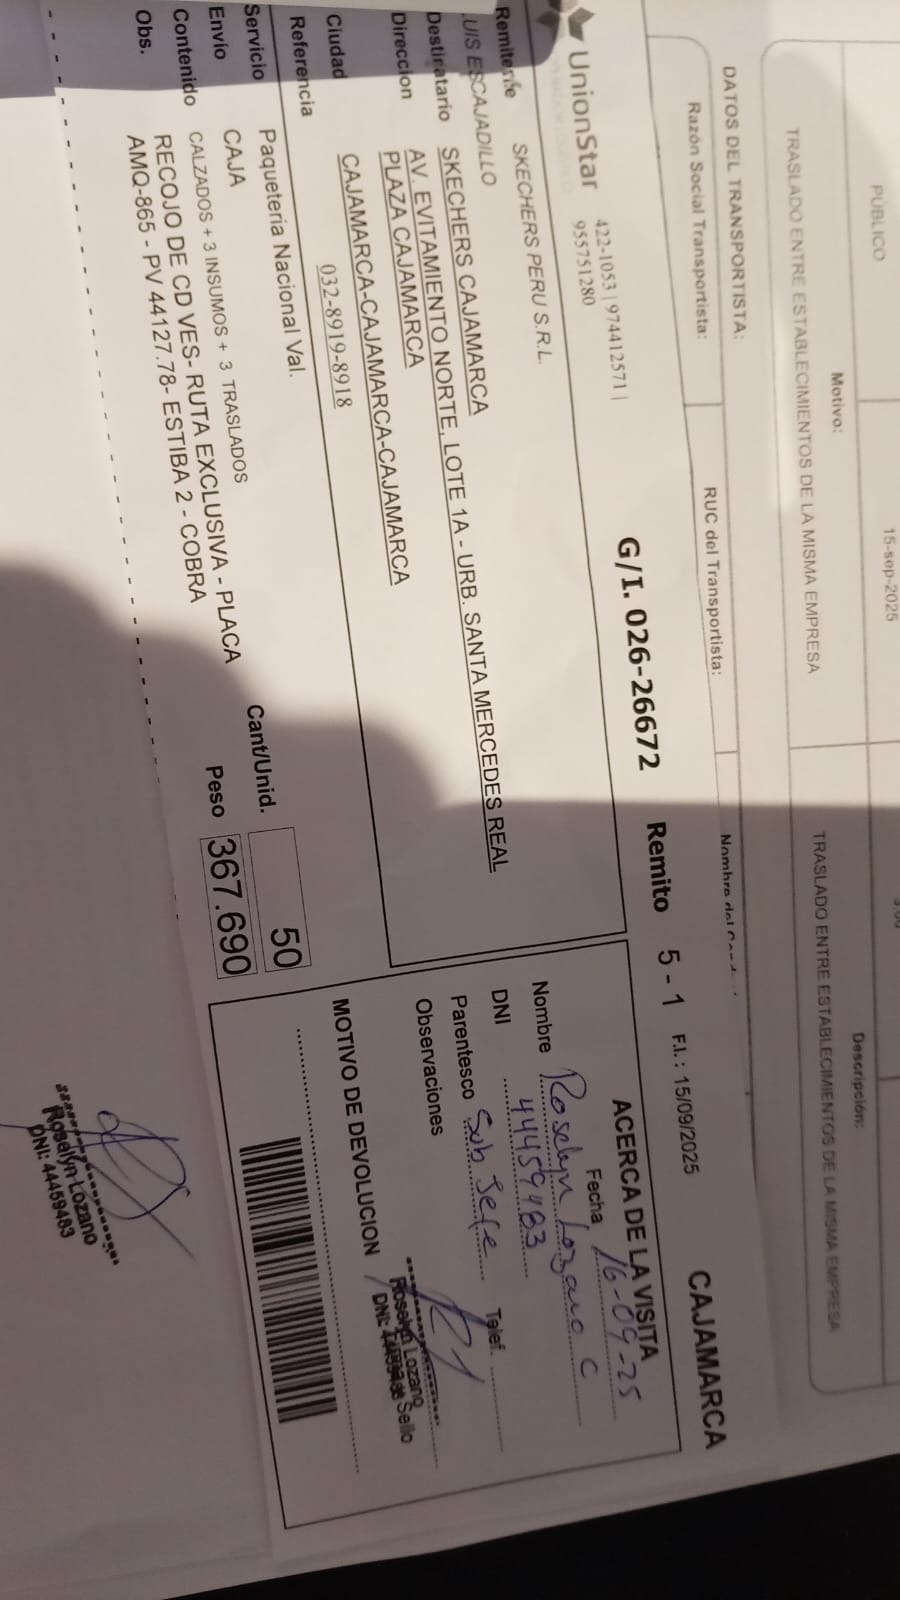 PÚBLICO
15-sep-2025
Motivo:
Descripción:
TRASLADO ENTRE ESTABLECIMIENTOS DE LA MISMA EMPRESA
TRASLADO ENTRE ESTABLECIMIENTOS DE LA MISMA EMPRESA
DATOS DEL TRANSPORTISTA:
Razón Social Transportista:
RUC del Transportista:
UnionStar
422-1053 | 974412571 |
955751280
G/I. 026-26672
Remito 5 - 1 F.I. : 15/09/2025
CAJAMARCA
Remitente SKECHERS PERU S.R.L.
LUIS ESCAJADILLO
Destinatario SKECHERS CAJAMARCA
Direccion AV. EVITAMIENTO NORTE, LOTE 1A - URB. SANTA MERCEDES REAL
PLAZA CAJAMARCA
Ciudad CAJAMARCA-CAJAMARCA-CAJAMARCA
Referencia 032-8919-8918
Servicio Paqueteria Nacional Val.
Envio CAJA
Contenido CALZADOS + 3 INSUMOS + 3 TRASLADOS
Obs. RECOJO DE CD VES- RUTA EXCLUSIVA - PLACA
AMQ-865 - PV 44127.78- ESTIBA 2 - COBRA
Cant/Unid. 50
Peso 367.690
ACERCA DE LA VISITA
Fecha 16-09-25
Nombre Roselyn Lozano C
DNI 44459483
Parentesco Sub Jefe Telef.
Observaciones
Roselyn Lozano
DNI: Sello
MOTIVO DE DEVOLUCION
Roselyn Lozano
DNI: 44459483